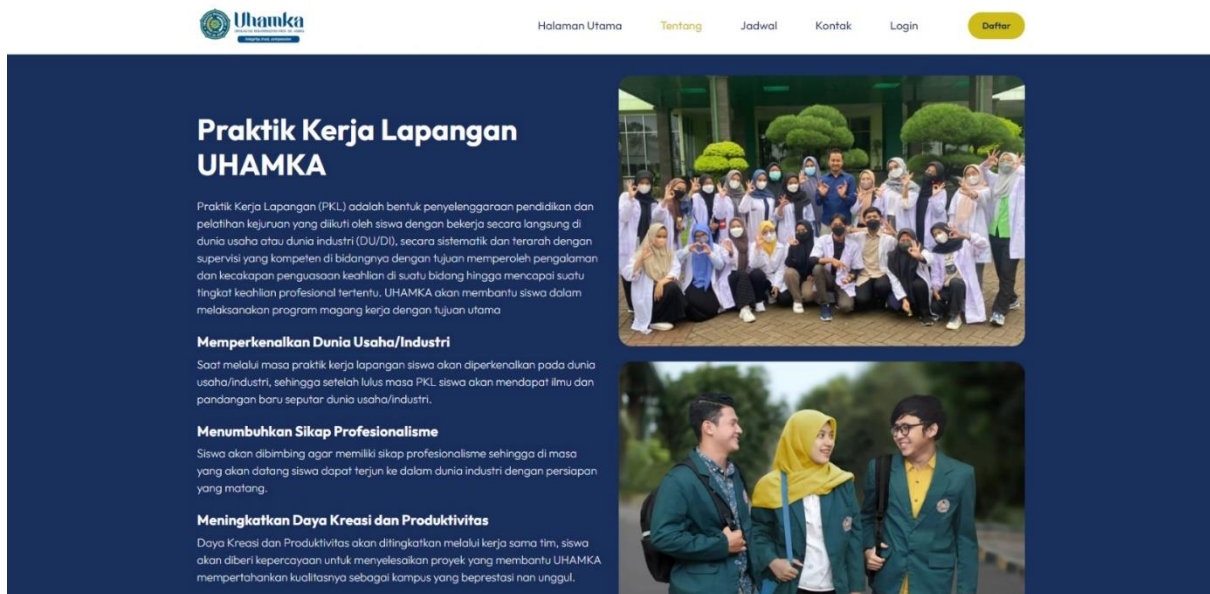 Uhamka
Halaman Utama
Tentang
Jadwal
Kontak
Login
Daftar
Praktik Kerja Lapangan
UHAMKA
Praktik Kerja Lapangan (PKL) adalah bentuk penyelenggaraan pendidikan dan
pelatihan kejuruan yang diikuti oleh siswa dengan bekerja secara langsung di
dunia usaha atau dunia industri (DU/DI), secara sistematik dan terarah dengan
supervisi yang kompeten di bidangnya dengan tujuan memperoleh pengalaman
dan kecakapan penguasaan keahlian di suatu bidang hingga mencapai suatu
tingkat keahlian profesional tertentu. UHAMKA akan membantu siswa dalam
melaksanakan program magang kerja dengan tujuan utama
Memperkenalkan Dunia Usaha/Industri
Saat melalui masa praktik kerja lapangan siswa akan diperkenalkan pada dunia
usaha/industri, sehingga setelah lulus masa PKL siswa akan mendapat ilmu dan
pandangan baru seputar dunia usaha/industri.
Menumbuhkan Sikap Profesionalisme
Siswa akan dibimbing agar memiliki sikap profesionalisme sehingga di masa
yang akan datang siswa dapat terjun ke dalam dunia industri dengan persiapan
yang matang.
Meningkatkan Daya Kreasi dan Produktivitas
Daya Kreasi dan Produktivitas akan ditingkatkan melalui kerja sama tim, siswa
akan diberi kepercayaan untuk menyelesaikan proyek yang membantu UHAMKA
mempertahankan kualitasnya sebagai kampus yang beprestasi nan unggul.